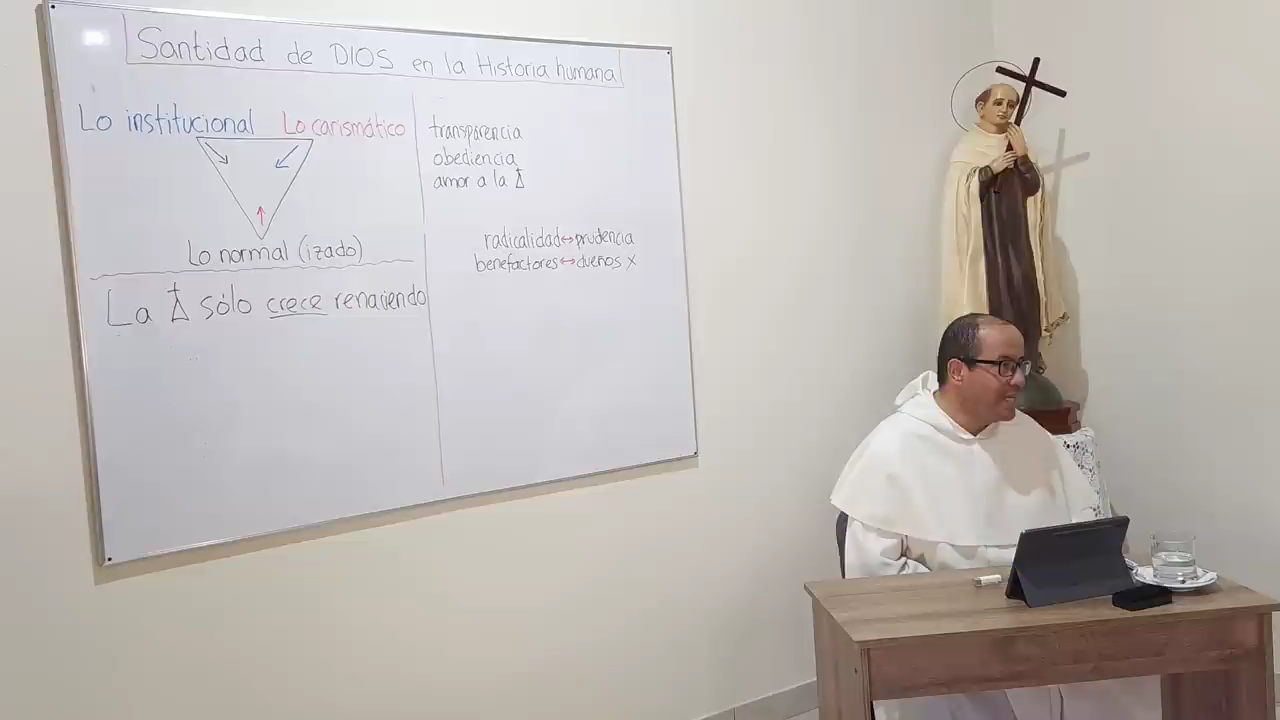 Santidad de DIOS en la Historia humana
Lo institucional Lo carismático
Lo normal (izado)
La sólo crece renaciendo
transparencia
obediencia
amor a la
radicalidad↔prudencia
benefactores↔dueños x